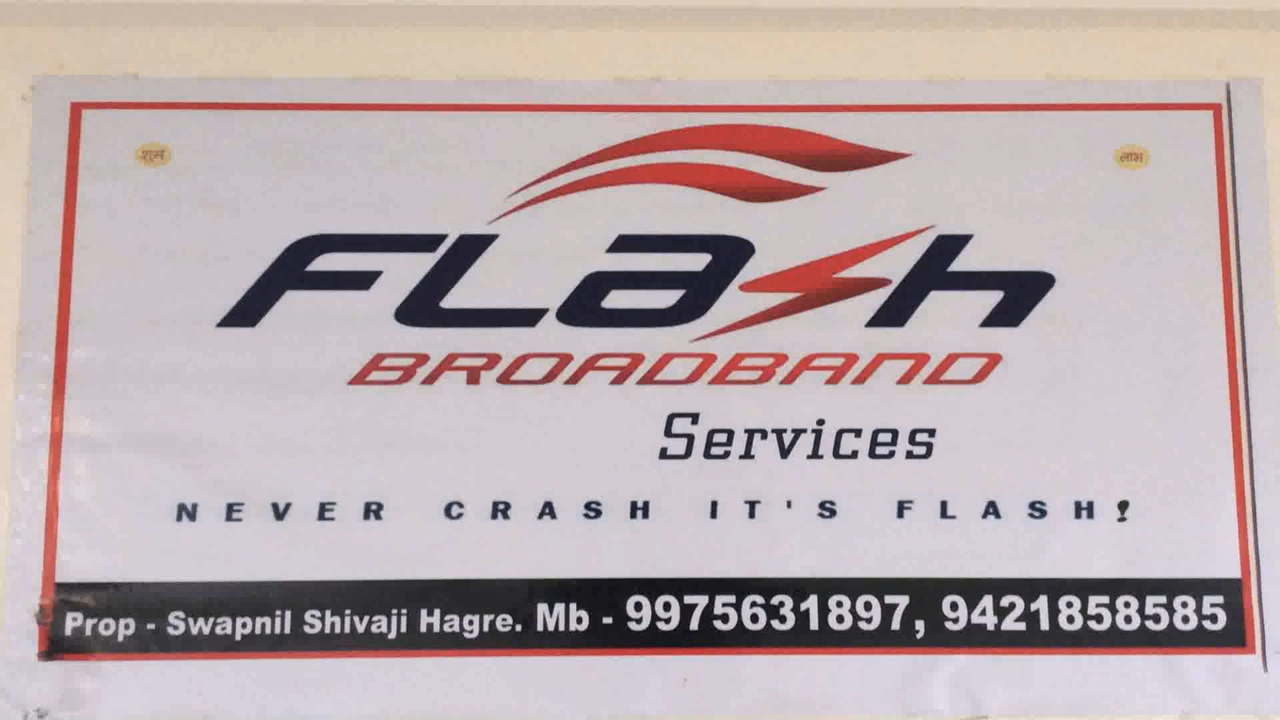 शुभ
लाभ
FLash
BROADBAND
Services
NEVER CRASH IT'S FLASH!
Prop - Swapnil Shivaji Hagre. Mb - 9975631897, 9421858585